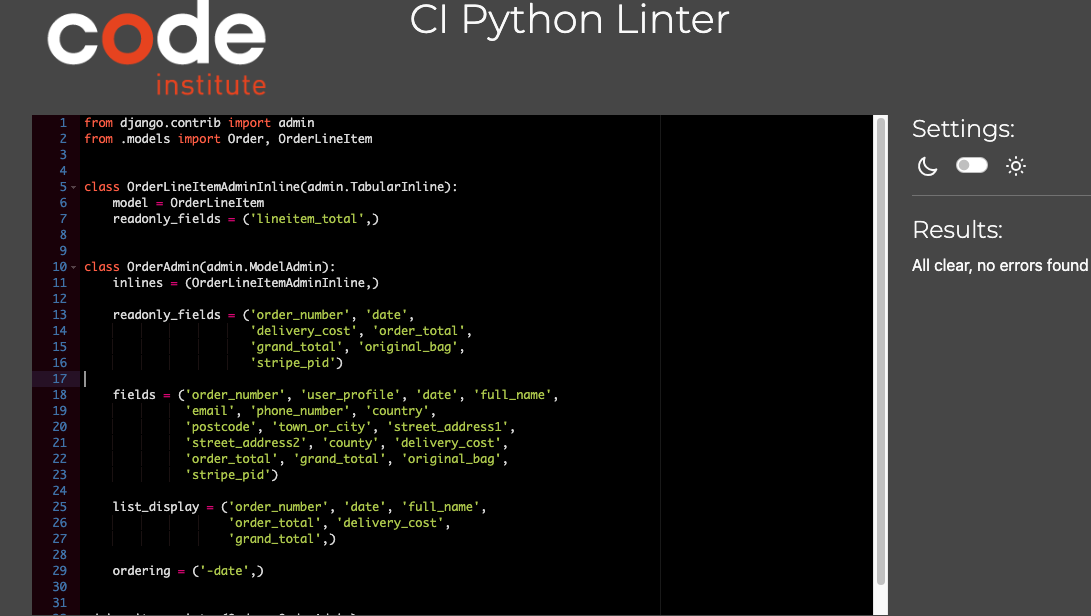 code
institute
CI Python Linter
1 from django.contrib import admin
2 from .models import Order, OrderLineItem
3
4
5 class OrderLineItemAdminInline(admin.TabularInline):
6     model = OrderLineItem
7     readonly_fields = ('lineitem_total',)
8
9
10 class OrderAdmin(admin.ModelAdmin):
11     inlines = (OrderLineItemAdminInline,)
12
13     readonly_fields = ('order_number', 'date',
14                        'delivery_cost', 'order_total',
15                        'grand_total', 'original_bag',
16                        'stripe_pid')
17
18     fields = ('order_number', 'user_profile', 'date', 'full_name',
19               'email', 'phone_number', 'country',
20               'postcode', 'town_or_city', 'street_address1',
21               'street_address2', 'county', 'delivery_cost',
22               'order_total', 'grand_total', 'original_bag',
23               'stripe_pid')
24
25     list_display = ('order_number', 'date', 'full_name',
26                     'order_total', 'delivery_cost',
27                     'grand_total',)
28
29     ordering = ('-date',)
30
31
Settings:
Results:
All clear, no errors found